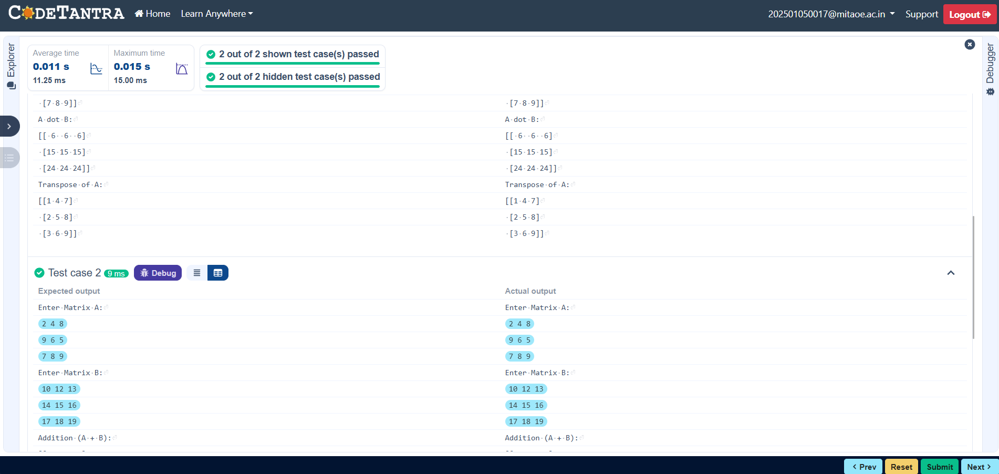 CODETANTRA Home Learn Anywhere 202501050017@mitaoe.ac.in Support Logout
Explorer
Debugger
Average time Maximum time
0.011 s 0.015 s
11.25 ms 15.00 ms
2 out of 2 shown test case(s) passed
2 out of 2 hidden test case(s) passed
·[7·8·9]] ·[7·8·9]]
A·dot·B: A·dot·B:
[[·6··6··6] [[·6··6··6]
·[15·15·15] ·[15·15·15]
·[24·24·24]] ·[24·24·24]]
Transpose·of·A: Transpose·of·A:
[[1·4·7] [[1·4·7]
·[2·5·8] ·[2·5·8]
·[3·6·9]] ·[3·6·9]]
Test case 2 9 ms Debug
Expected output Actual output
Enter·Matrix·A: Enter·Matrix·A:
2 4 8 2 4 8
9 6 5 9 6 5
7 8 9 7 8 9
Enter·Matrix·B: Enter·Matrix·B:
10 12 13 10 12 13
14 15 16 14 15 16
17 18 19 17 18 19
Addition·(A·+·B): Addition·(A·+·B):
Prev Reset Submit Next